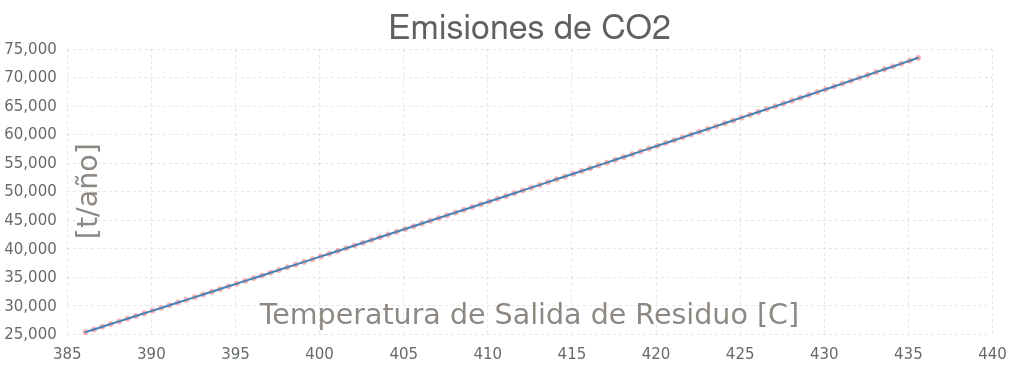 Emisiones de CO2
75,000
70,000
65,000
60,000
55,000
50,000
45,000
40,000
35,000
30,000
25,000
[t/año]
Temperatura de Salida de Residuo [C]
385 390 395 400 405 410 415 420 425 430 435 440